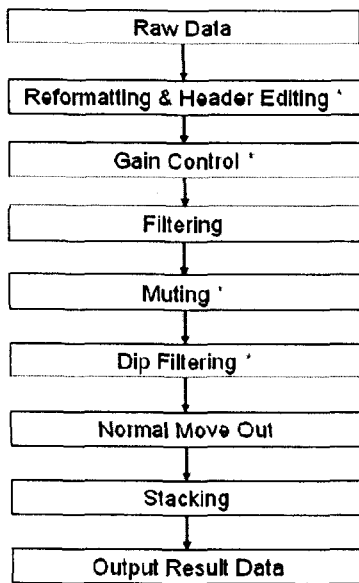 Raw Data
Reformatting & Header Editing *
Gain Control *
Filtering
Muting *
Dip Filtering *
Normal Move Out
Stacking
Output Result Data